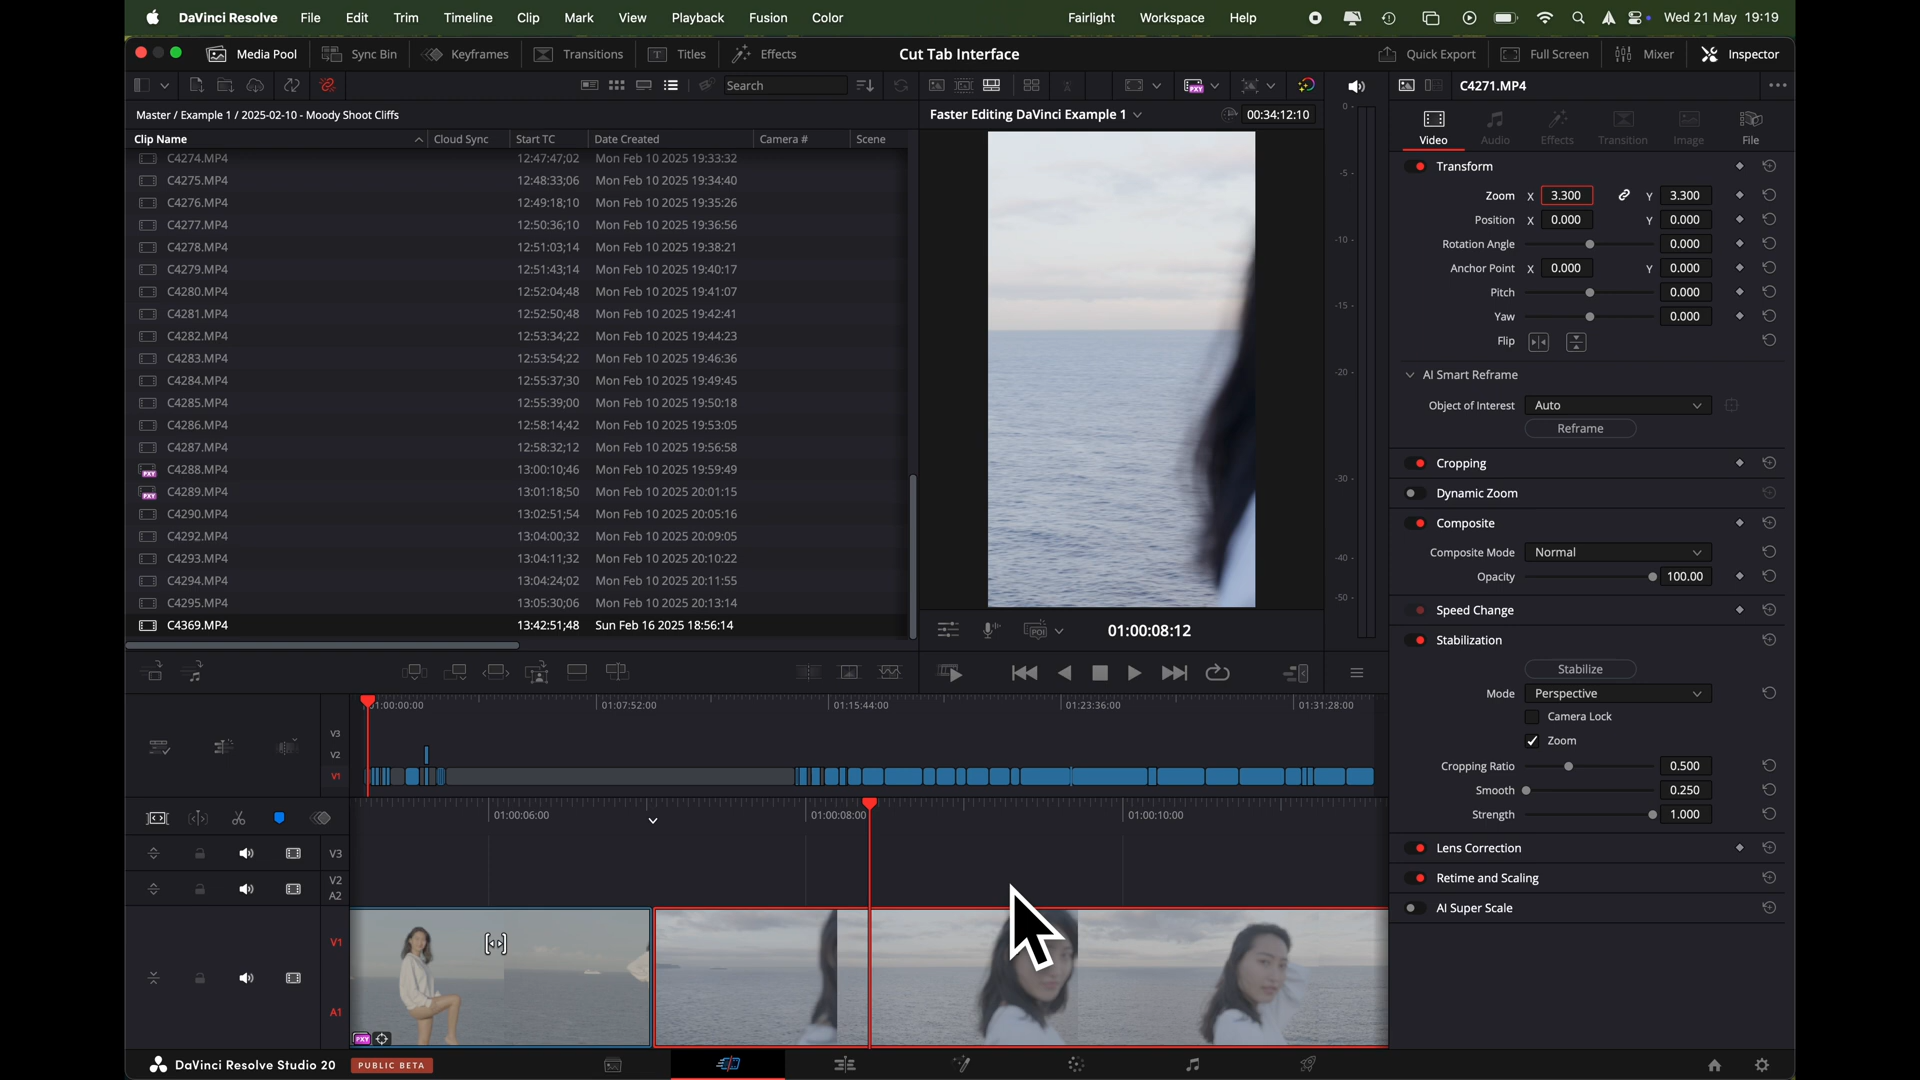 DaVinci Resolve File Edit Trim Timeline Clip Mark View Playback Fusion Color Fairlight Workspace Help Wed 21 May 19:19
Media Pool Sync Bin Keyframes Transitions Titles Effects Cut Tab Interface Quick Export Full Screen Mixer Inspector
Search PXY C4271.MP4
Master / Example 1 / 2025-02-10 - Moody Shoot Cliffs Faster Editing DaVinci Example 1 00:34:12:10
Clip Name Cloud Sync Start TC Date Created Camera # Scene
C4274.MP4 12:47:47;02 Mon Feb 10 2025 19:33:32
C4275.MP4 12:48:33;06 Mon Feb 10 2025 19:34:40
C4276.MP4 12:49:18;10 Mon Feb 10 2025 19:35:26
C4277.MP4 12:50:36;10 Mon Feb 10 2025 19:36:56
C4278.MP4 12:51:03;14 Mon Feb 10 2025 19:38:21
C4279.MP4 12:51:43;14 Mon Feb 10 2025 19:40:17
C4280.MP4 12:52:04;48 Mon Feb 10 2025 19:41:07
C4281.MP4 12:52:50;48 Mon Feb 10 2025 19:42:41
C4282.MP4 12:53:34;22 Mon Feb 10 2025 19:44:23
C4283.MP4 12:53:54;22 Mon Feb 10 2025 19:46:36
C4284.MP4 12:55:37;30 Mon Feb 10 2025 19:49:45
C4285.MP4 12:55:39;00 Mon Feb 10 2025 19:50:18
C4286.MP4 12:58:14;42 Mon Feb 10 2025 19:53:05
C4287.MP4 12:58:32;12 Mon Feb 10 2025 19:56:58
PXY C4288.MP4 13:00:10;46 Mon Feb 10 2025 19:59:49
PXY C4289.MP4 13:01:18;50 Mon Feb 10 2025 20:01:15
C4290.MP4 13:02:51;54 Mon Feb 10 2025 20:05:16
C4292.MP4 13:04:00;32 Mon Feb 10 2025 20:09:05
C4293.MP4 13:04:11;32 Mon Feb 10 2025 20:10:22
C4294.MP4 13:04:24;02 Mon Feb 10 2025 20:11:55
C4295.MP4 13:05:30;06 Mon Feb 10 2025 20:13:14
C4369.MP4 13:42:51;48 Sun Feb 16 2025 18:56:14
0
-5
-10
-15
-20
-30
-40
-50
POI 01:00:08:12
Video Audio Effects Transition Image File
Transform
Zoom X 3.300 Y 3.300
Position X 0.000 Y 0.000
Rotation Angle 0.000
Anchor Point X 0.000 Y 0.000
Pitch 0.000
Yaw 0.000
Flip
AI Smart Reframe
Object of Interest Auto
Reframe
Cropping
Dynamic Zoom
Composite
Composite Mode Normal
Opacity 100.00
Speed Change
Stabilization
Stabilize
Mode Perspective
Camera Lock
Zoom
Cropping Ratio 0.500
Smooth 0.250
Strength 1.000
Lens Correction
Retime and Scaling
AI Super Scale
01:00:00:00 01:07:52:00 01:15:44:00 01:23:36:00 01:31:28:00
V3
V2
V1
01:00:06:00 01:00:08:00 01:00:10:00
V3
V2
A2
V1
A1
PXY
DaVinci Resolve Studio 20 PUBLIC BETA